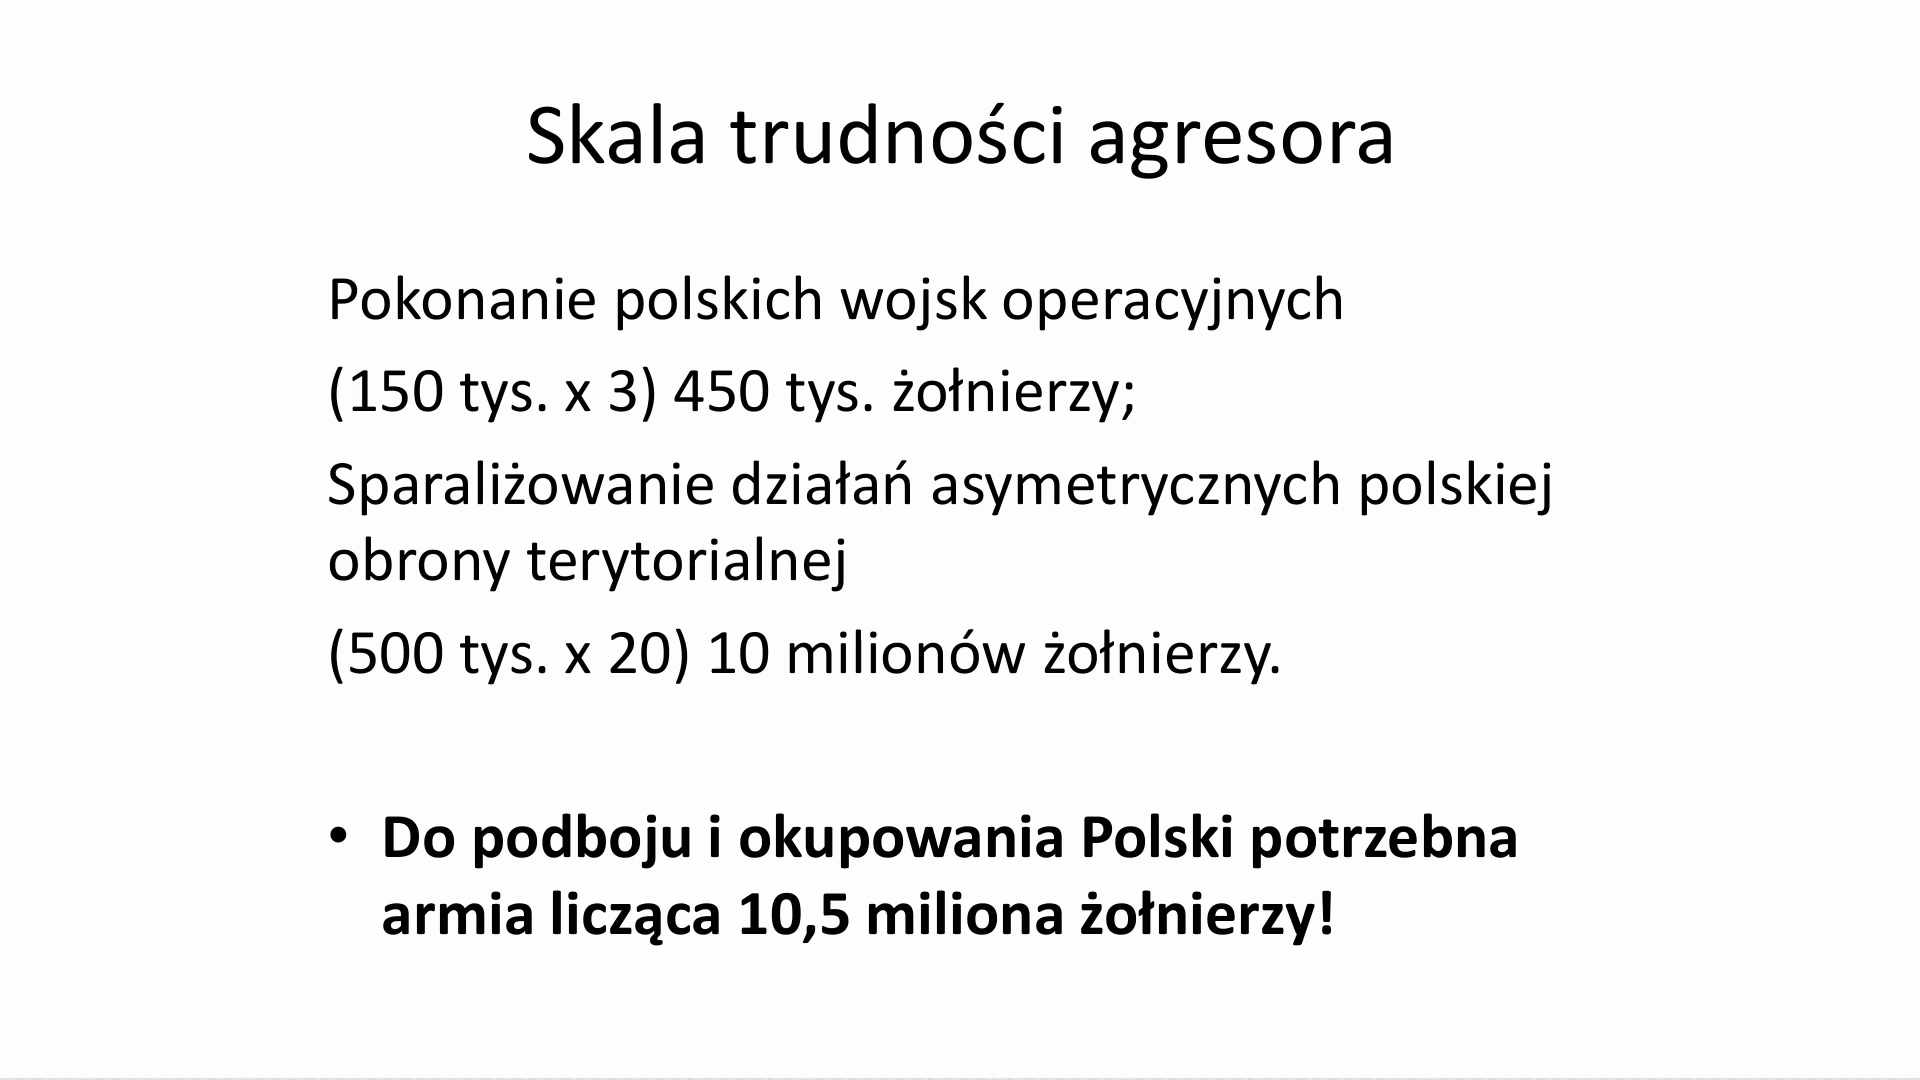 Skala trudności agresora
Pokonanie polskich wojsk operacyjnych
(150 tys. x 3) 450 tys. żołnierzy;
Sparaliżowanie działań asymetrycznych polskiej
obrony terytorialnej
(500 tys. x 20) 10 milionów żołnierzy.
• Do podboju i okupowania Polski potrzebna
armia licząca 10,5 miliona żołnierzy!